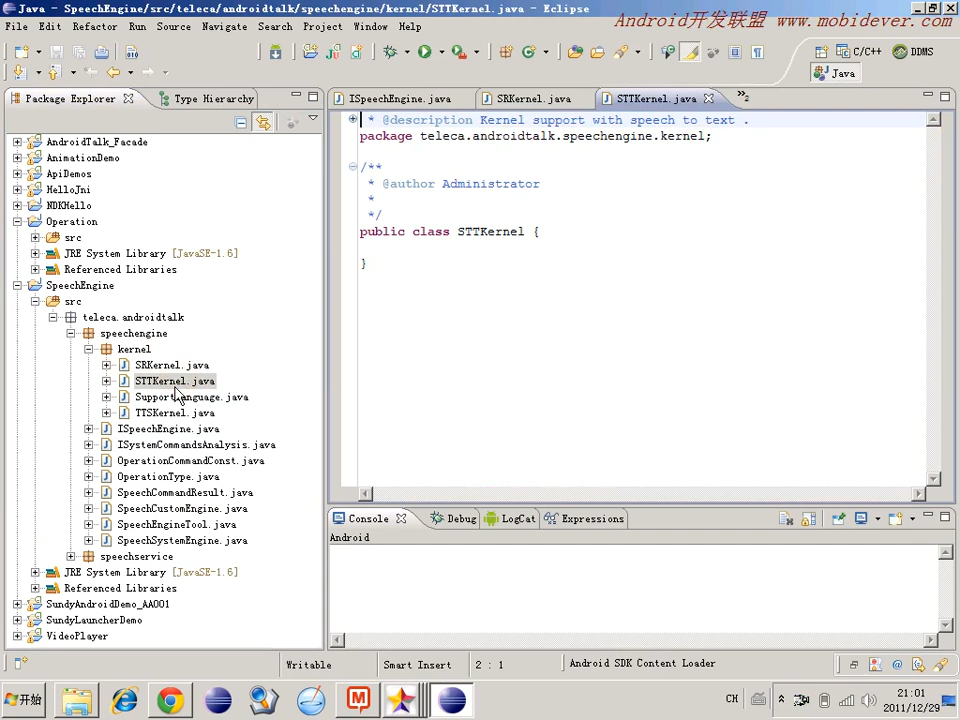 Java - SpeechEngine/src/teleca/androidtalk/speechengine/kernel/STTKernel.java - Eclipse
Android开发联盟 www.mobidever.com
File Edit Refactor Run Source Navigate Search Project Window Help
C/C++ DDMS
Java
Package Explorer Type Hierarchy
ISpeechEngine.java SRKernel.java STTKernel.java »2
AndroidTalk_Facade
AnimationDemo
ApiDemos
HelloJni
NDKHello
Operation
src
JRE System Library [JavaSE-1.6]
Referenced Libraries
SpeechEngine
src
teleca.androidtalk
speechengine
kernel
SRKernel.java
STTKernel.java
SupportLanguage.java
TTSKernel.java
ISpeechEngine.java
ISystemCommandsAnalysis.java
OperationCommandConst.java
OperationType.java
SpeechCommandResult.java
SpeechCustomEngine.java
SpeechEngineTool.java
SpeechSystemEngine.java
speechservice
JRE System Library [JavaSE-1.6]
Referenced Libraries
SundyAndroidDemo_AA001
SundyLauncherDemo
VideoPlayer
* @description Kernel support with speech to text .
package teleca.androidtalk.speechengine.kernel;
/**
* @author Administrator
*
*/
public class STTKernel {
}
Console Debug LogCat Expressions
Android
Writable Smart Insert 2 : 1 Android SDK Content Loader
开始 CH 21:01
2011/12/29